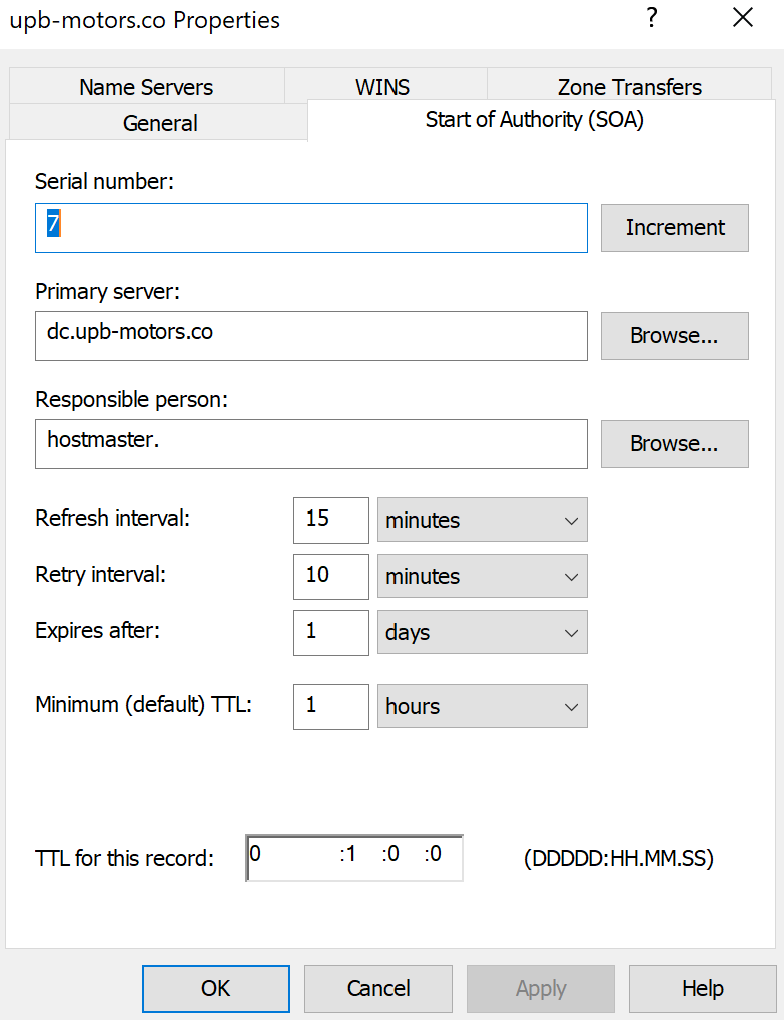 upb-motors.co Properties ?
Name Servers WINS Zone Transfers
General Start of Authority (SOA)
Serial number:
7 Increment
Primary server:
dc.upb-motors.co Browse...
Responsible person:
hostmaster. Browse...
Refresh interval: 15 minutes
Retry interval: 10 minutes
Expires after: 1 days
Minimum (default) TTL: 1 hours
TTL for this record: 0 :1 :0 :0 (DDDDD:HH.MM.SS)
OK Cancel Apply Help